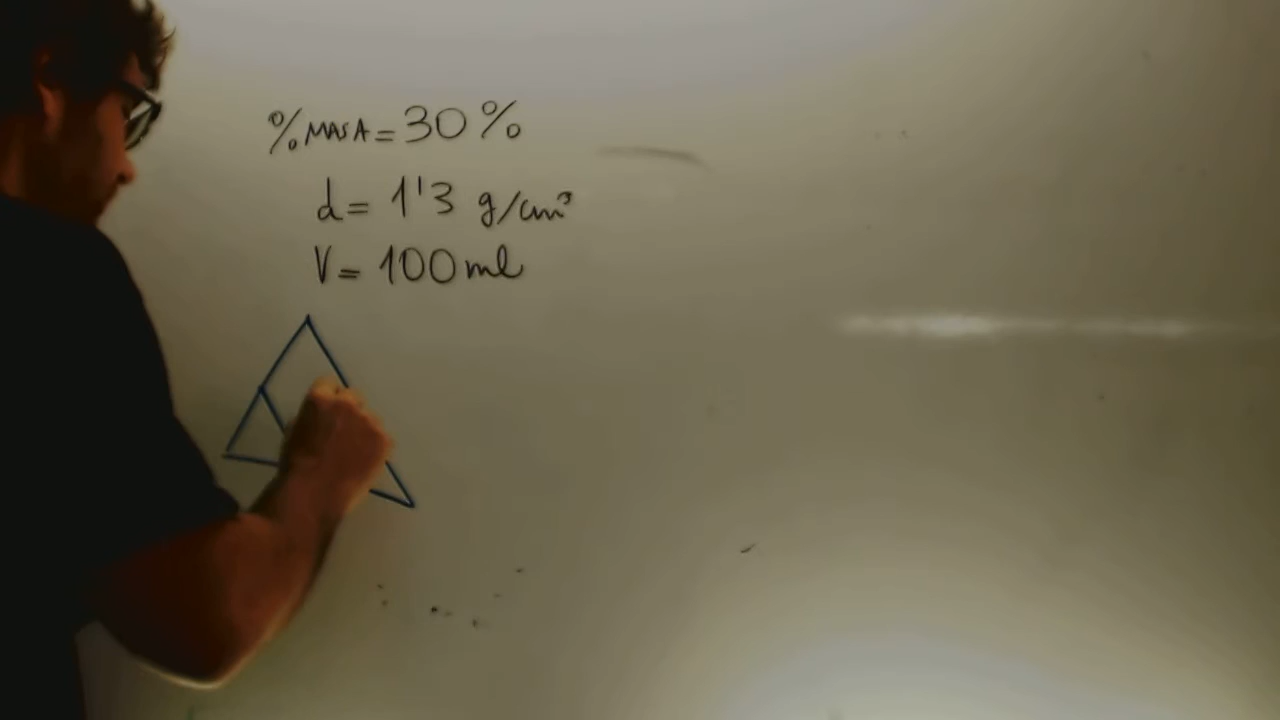 % MASA = 30 %
d = 1'3 g/cm³
V = 100 ml